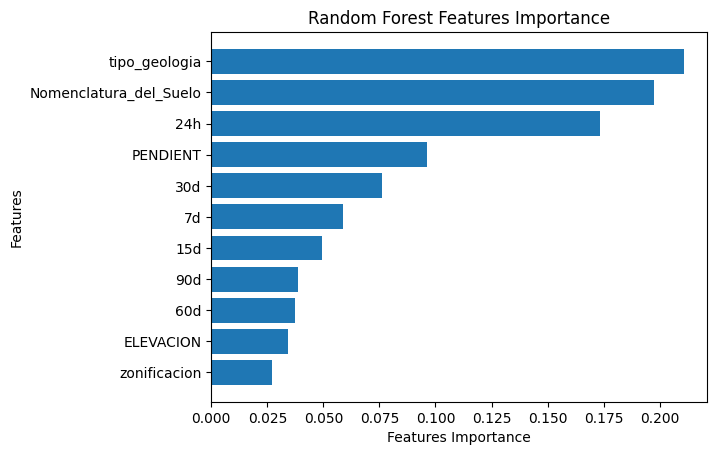 Random Forest Features Importance
Features
tipo_geologia
Nomenclatura_del_Suelo
24h
PENDIENT
30d
7d
15d
90d
60d
ELEVACION
zonificacion
0.000 0.025 0.050 0.075 0.100 0.125 0.150 0.175 0.200
Features Importance